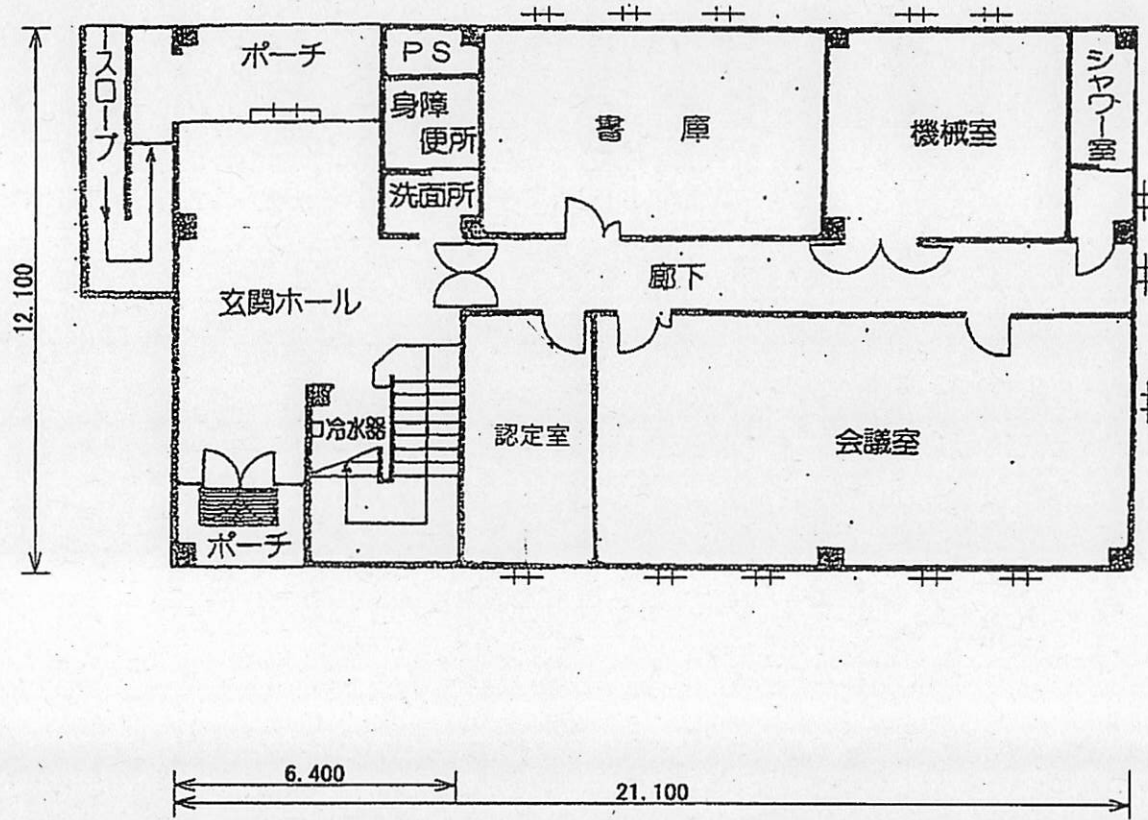 スロープ
ポーチ
PS
身障
便所
洗面所
書 庫
機械室
シャワー室
12.100
玄関ホール
廊下
冷水器
認定室
会議室
ポーチ
6.400
21.100